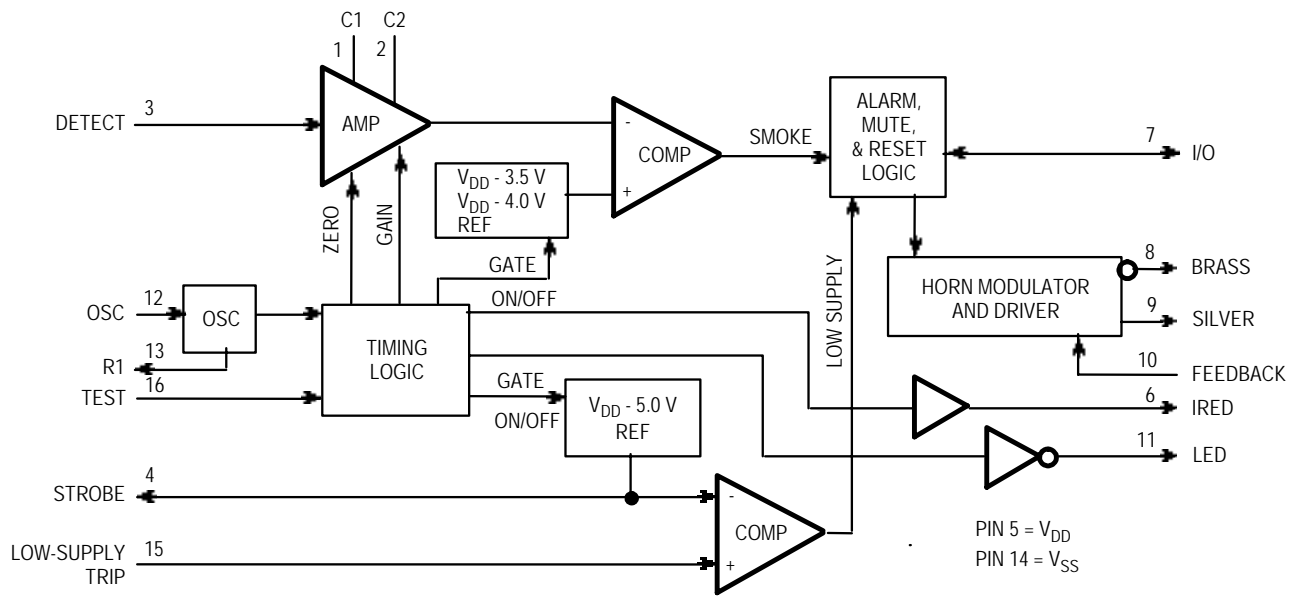 C1
C2
1
2
3
DETECT
AMP
-
COMP
+
SMOKE
ALARM,
MUTE,
& RESET
LOGIC
7
I/O
V_DD - 3.5 V
V_DD - 4.0 V
REF
ZERO
GAIN
GATE
ON/OFF
LOW SUPPLY
HORN MODULATOR
AND DRIVER
8
BRASS
9
SILVER
10
FEEDBACK
OSC
12
OSC
R1
13
TEST
16
TIMING
LOGIC
GATE
ON/OFF
V_DD - 5.0 V
REF
6
IRED
11
LED
STROBE
4
-
COMP
+
LOW-SUPPLY
TRIP
15
PIN 5 = V_DD
PIN 14 = V_SS